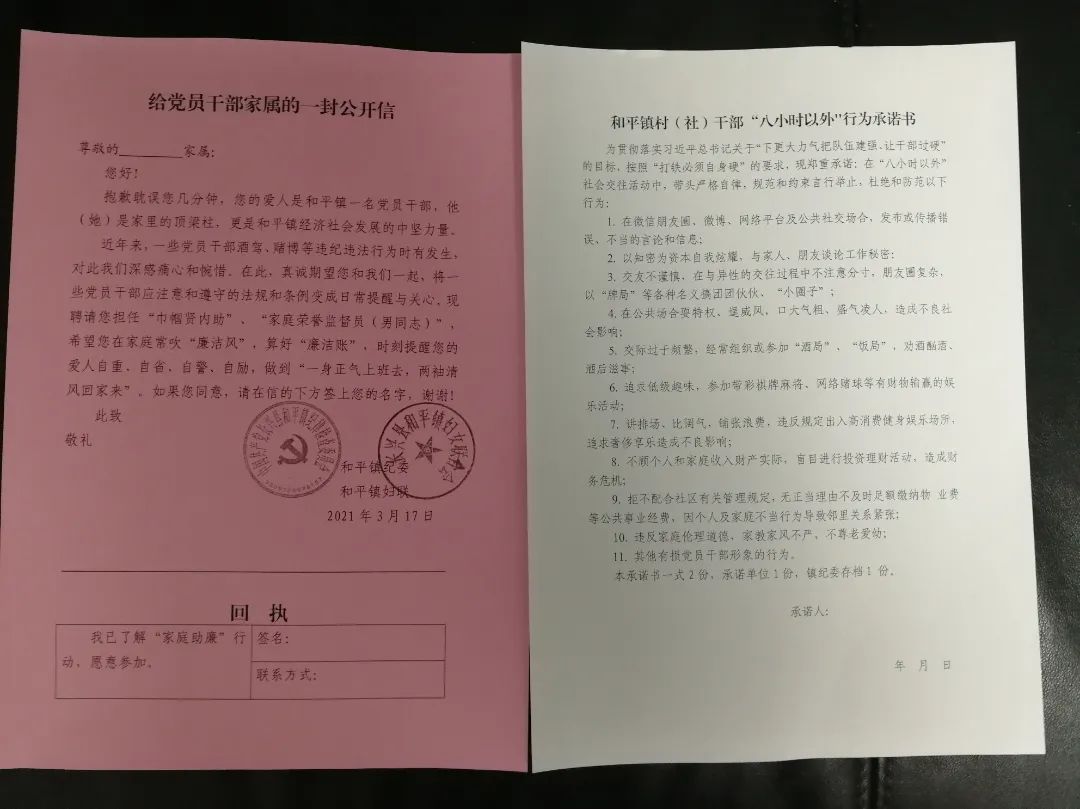 给党员干部家属的一封公开信
尊敬的________家属:
您好!
抱歉耽误您几分钟,您的爱人是和平镇一名党员干部,他
(她)是家里的顶梁柱,更是和平镇经济社会发展的中坚力量。
近年来,一些党员干部酒驾、赌博等违纪违法行为时有发生,
对此我们深感痛心和惋惜。在此,真诚期望您和我们一起,将一
些党员干部应注意和遵守的法规和条例变成日常提醒与关心。现
聘请您担任“巾帼贤内助”、“家庭荣誉监督员(男同志)”,
希望您在家庭常吹“廉洁风”,算好“廉洁账”,时刻提醒您的
爱人自重、自省、自警、自励,做到“一身正气上班去,两袖清
风回家来”。如果您同意,请在信的下方签上您的名字,谢谢!
此致
敬礼
和平镇纪委
和平镇妇联
2021年3月17日
长兴县和平镇妇女联合会
回 执
我已了解“家庭助廉”行
动,愿意参加。
签名:
联系方式:
和平镇村(社)干部“八小时以外”行为承诺书
为贯彻落实习近平总书记关于“下更大力气把队伍建强、让干部过硬”
的目标,按照“打铁必须自身硬”的要求,现郑重承诺:在“八小时以外”
社会交往活动中,带头严格自律,规范和约束言行举止,杜绝和防范以下
行为:
1. 在微信朋友圈、微博、网络平台及公共社交场合,发布或传播错
误、不当的言论和信息;
2. 以知密为资本自我炫耀,与家人、朋友谈论工作秘密;
3. 交友不谨慎,在与异性的交往过程中不注意分寸,朋友圈复杂,
以“牌局”等各种名义搞团团伙伙、“小圈子”;
4. 在公共场合耍特权、逞威风,口大气粗、盛气凌人,造成不良社
会影响;
5. 交际过于频繁,经常组织或参加“酒局”、“饭局”,劝酒酗酒、
酒后滋事;
6. 追求低级趣味,参加带彩棋牌麻将、网络赌球等有财物输赢的娱
乐活动;
7. 讲排场、比阔气,铺张浪费,违反规定出入高消费健身娱乐场所,
追求奢侈享乐造成不良影响;
8. 不顾个人和家庭收入财产实际,盲目进行投资理财活动,造成财
务危机;
9. 拒不配合社区有关管理规定,无正当理由不及时足额缴纳物 业费
等公共事业经费,因个人及家庭不当行为导致邻里关系紧张;
10. 违反家庭伦理道德,家教家风不严,不尊老爱幼;
11. 其他有损党员干部形象的行为。
本承诺书一式2份,承诺单位1份,镇纪委存档1份。
承诺人:
年 月 日